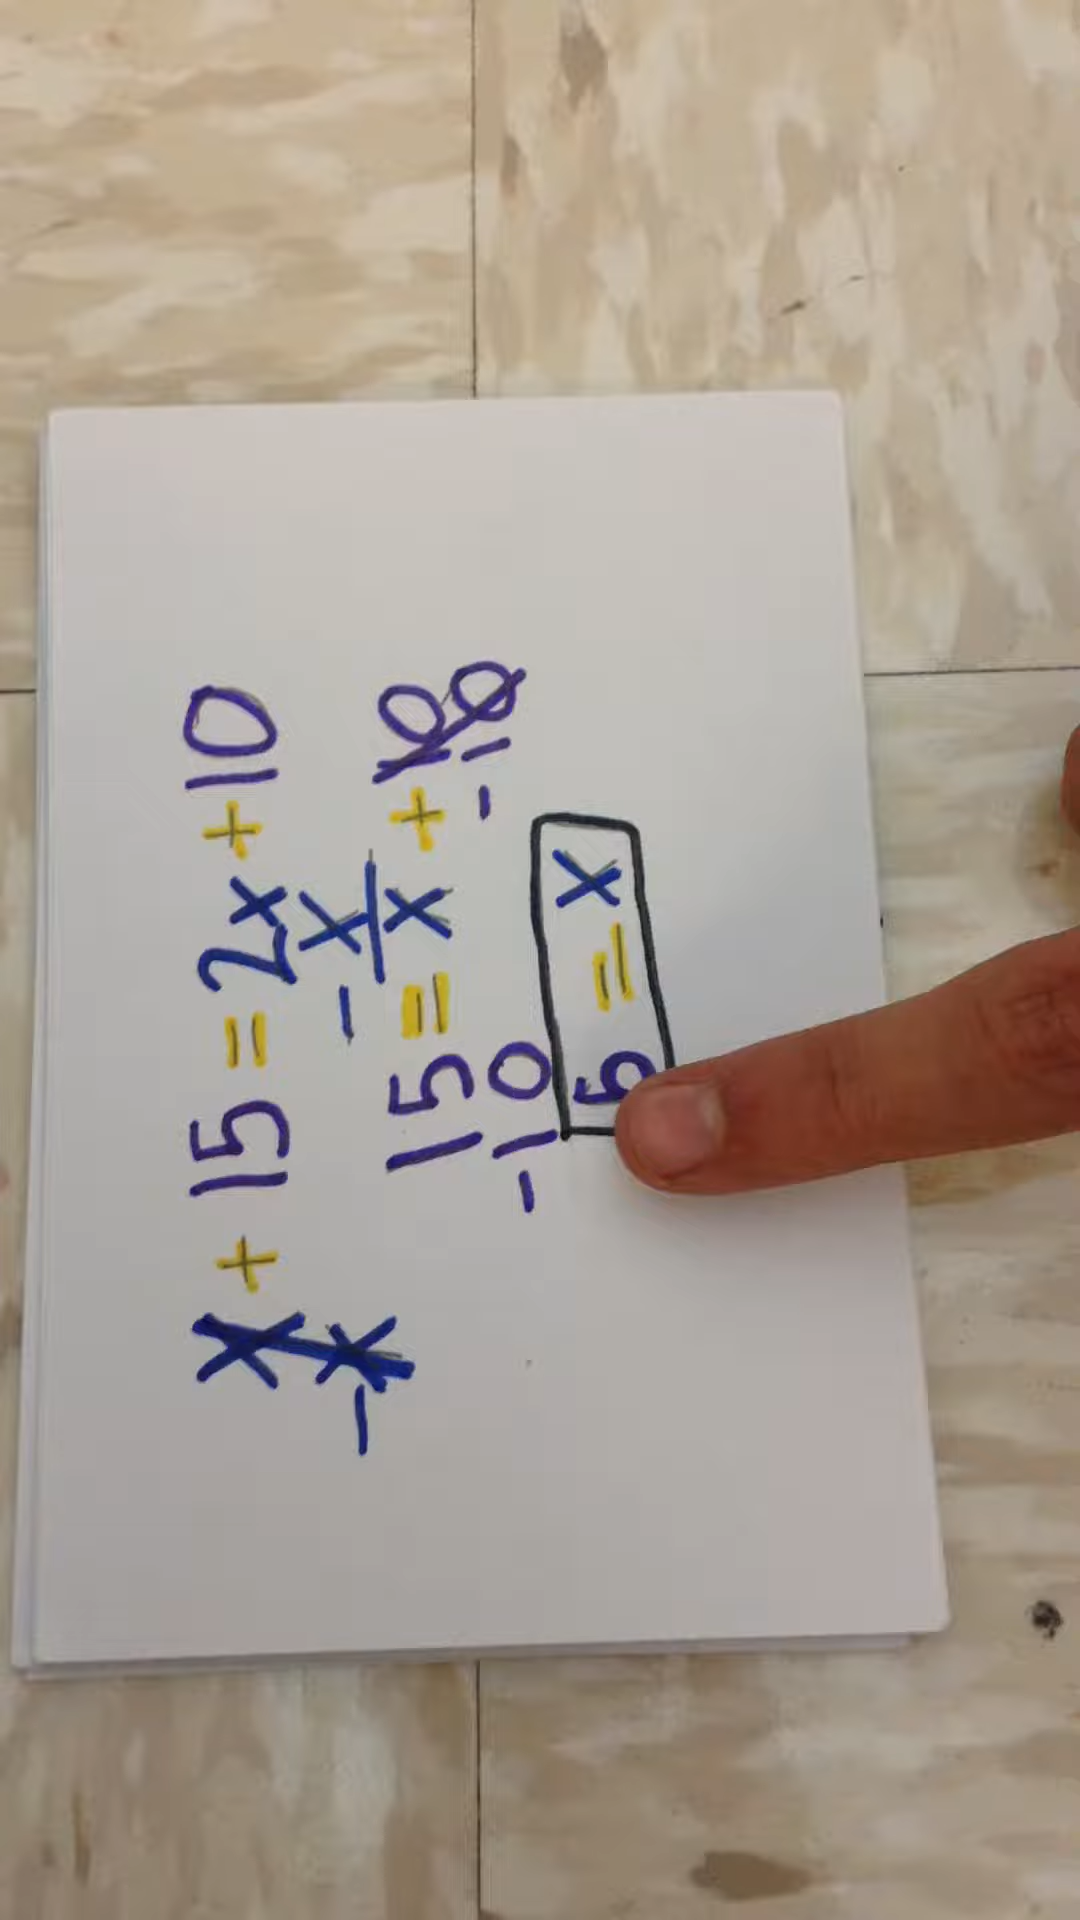 x + 15 = 2x + 10
-x -x
15 = x + 10
-10 -10
5 = x